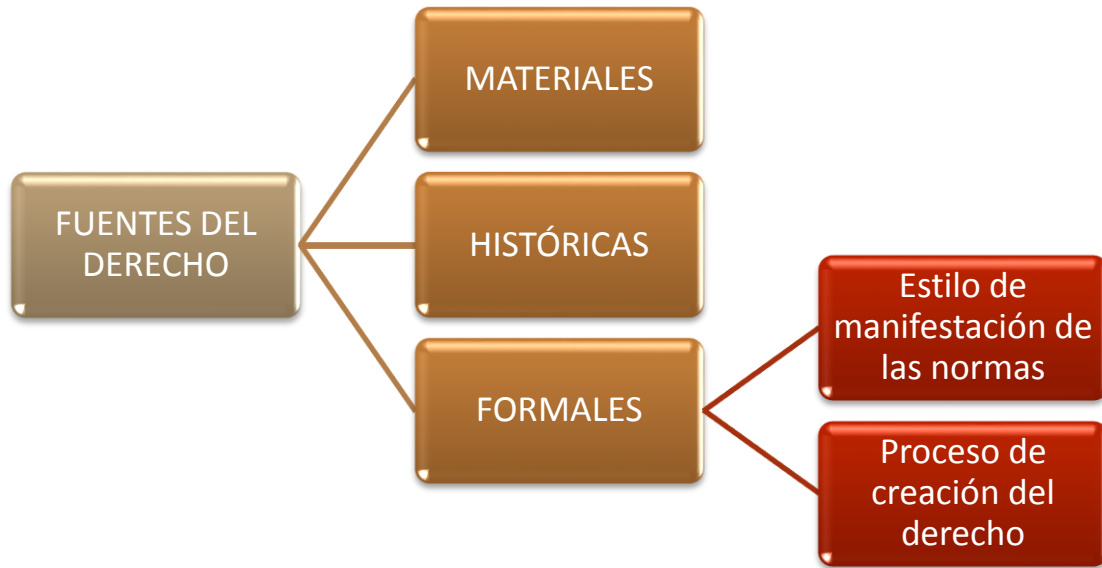 FUENTES DEL
DERECHO
MATERIALES
HISTÓRICAS
FORMALES
Estilo de
manifestación de
las normas
Proceso de
creación del
derecho